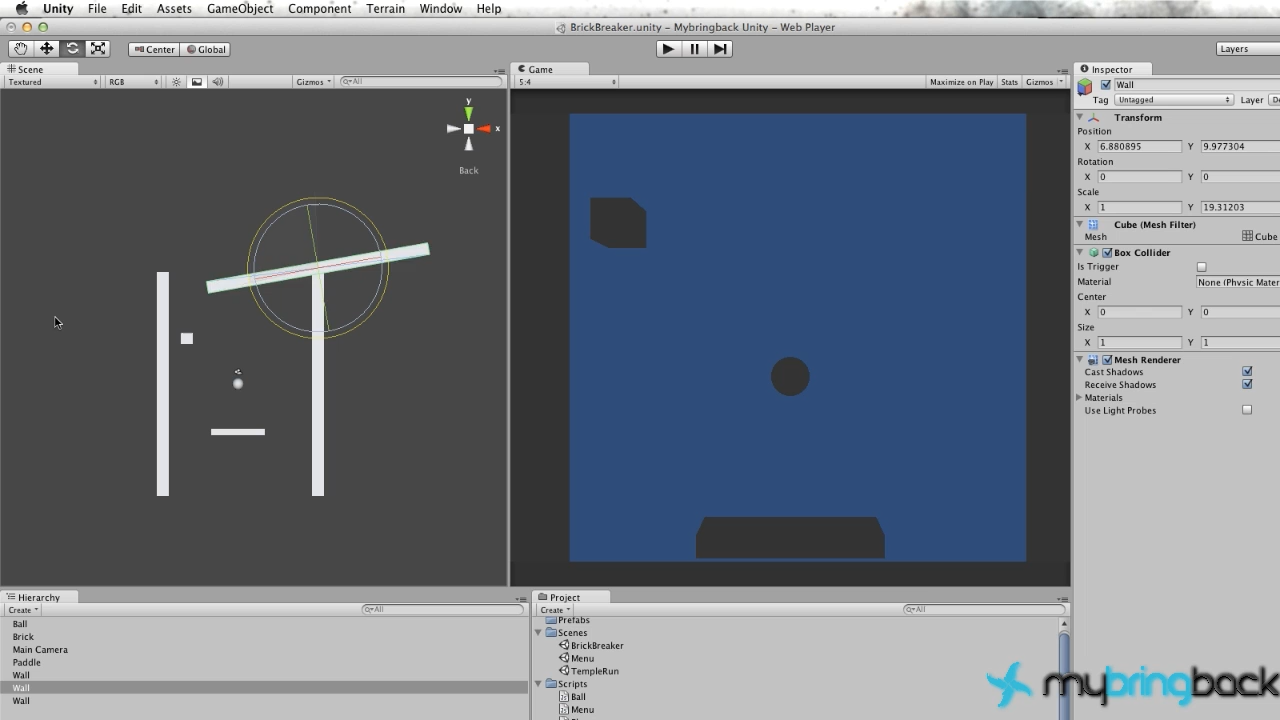 Unity File Edit Assets GameObject Component Terrain Window Help
BrickBreaker.unity – Mybringback Unity – Web Player
Center Global Layers
Scene
Textured RGB Gizmos All
y
x
Back
Game
5:4 Maximize on Play Stats Gizmos
Inspector
Wall
Tag Untagged Layer
Transform
Position
X 6.880895 Y 9.977304
Rotation
X 0 Y 0
Scale
X 1 Y 19.31203
Cube (Mesh Filter)
Mesh Cube
Box Collider
Is Trigger
Material None (Physic Mater
Center
X 0 Y 0
Size
X 1 Y 1
Mesh Renderer
Cast Shadows
Receive Shadows
Materials
Use Light Probes
Hierarchy
Create All
Ball
Brick
Main Camera
Paddle
Wall
Wall
Wall
Project
Create All
Prefabs
Scenes
BrickBreaker
Menu
TempleRun
Scripts
Ball
Menu
mybringback